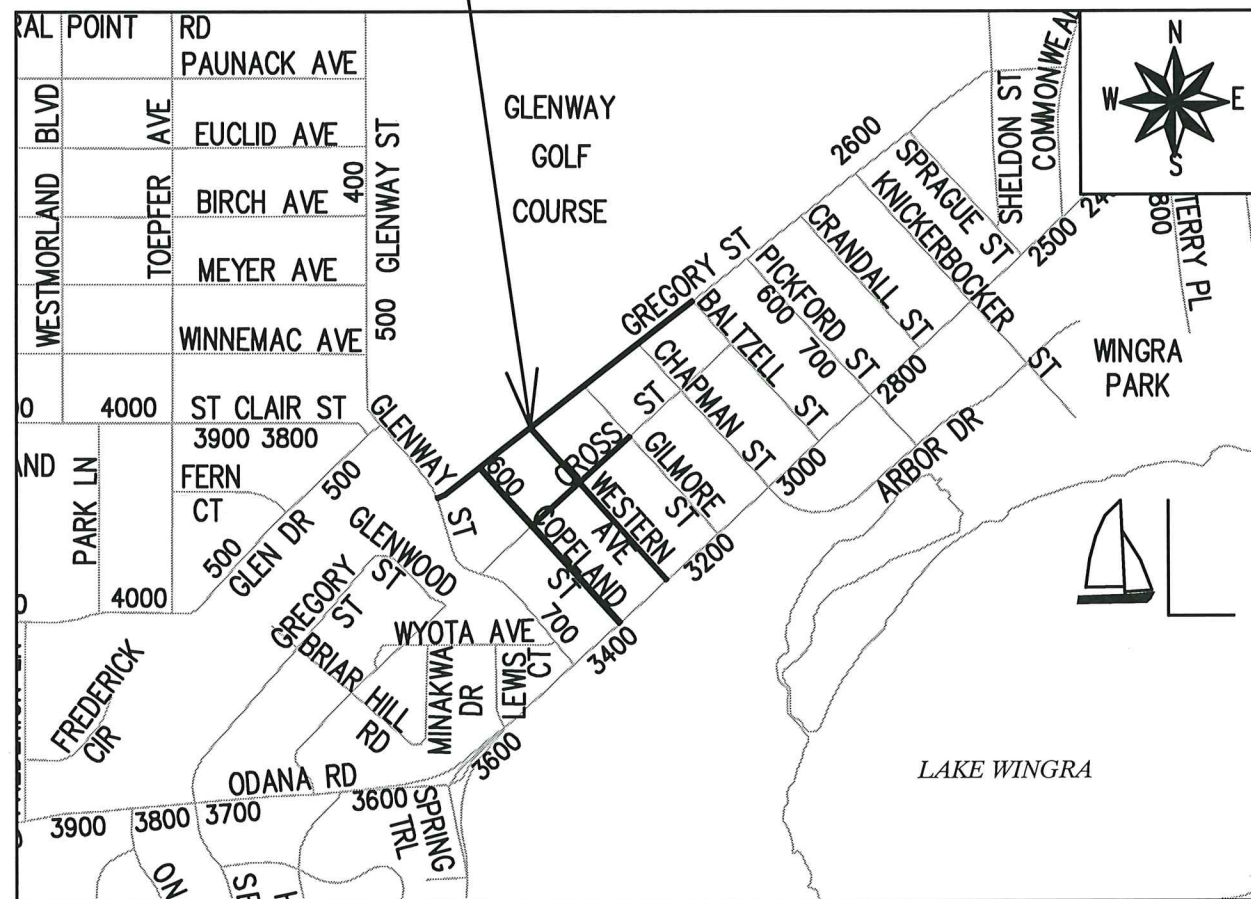 POINT RD
PAUNACK AVE
WESTMORLAND BLVD
TOEPFER AVE
EUCLID AVE
BIRCH AVE
MEYER AVE
WINNEMAC AVE
400
500
GLENWAY ST
GLENWAY
GOLF
COURSE
SHELDON ST
N
W
E
S
2600
SPRAGUE ST
KNICKERBOCKER ST
CRANDALL ST
2500
TERRY PL
800
GREGORY ST
PICKFORD ST
600
700
BALTZELL ST
2800
WINGRA
PARK
4000
ST CLAIR ST
3900 3800
GLENWAY ST
CHAPMAN ST
CROSS ST
GILMORE ST
3000
ARBOR DR
PARK LN
FERN
CT
500
500
GLEN DR
600
WESTERN AVE
COPELAND ST
700
3200
3400
GLENWOOD ST
GREGORY ST
4000
WYOTA AVE
BRIAR HILL RD
MINAKWA DR
LEWIS CT
FREDERICK CIR
3600
LAKE WINGRA
ODANA RD
3900
3800
3700
3600
SPRING TRL
ON